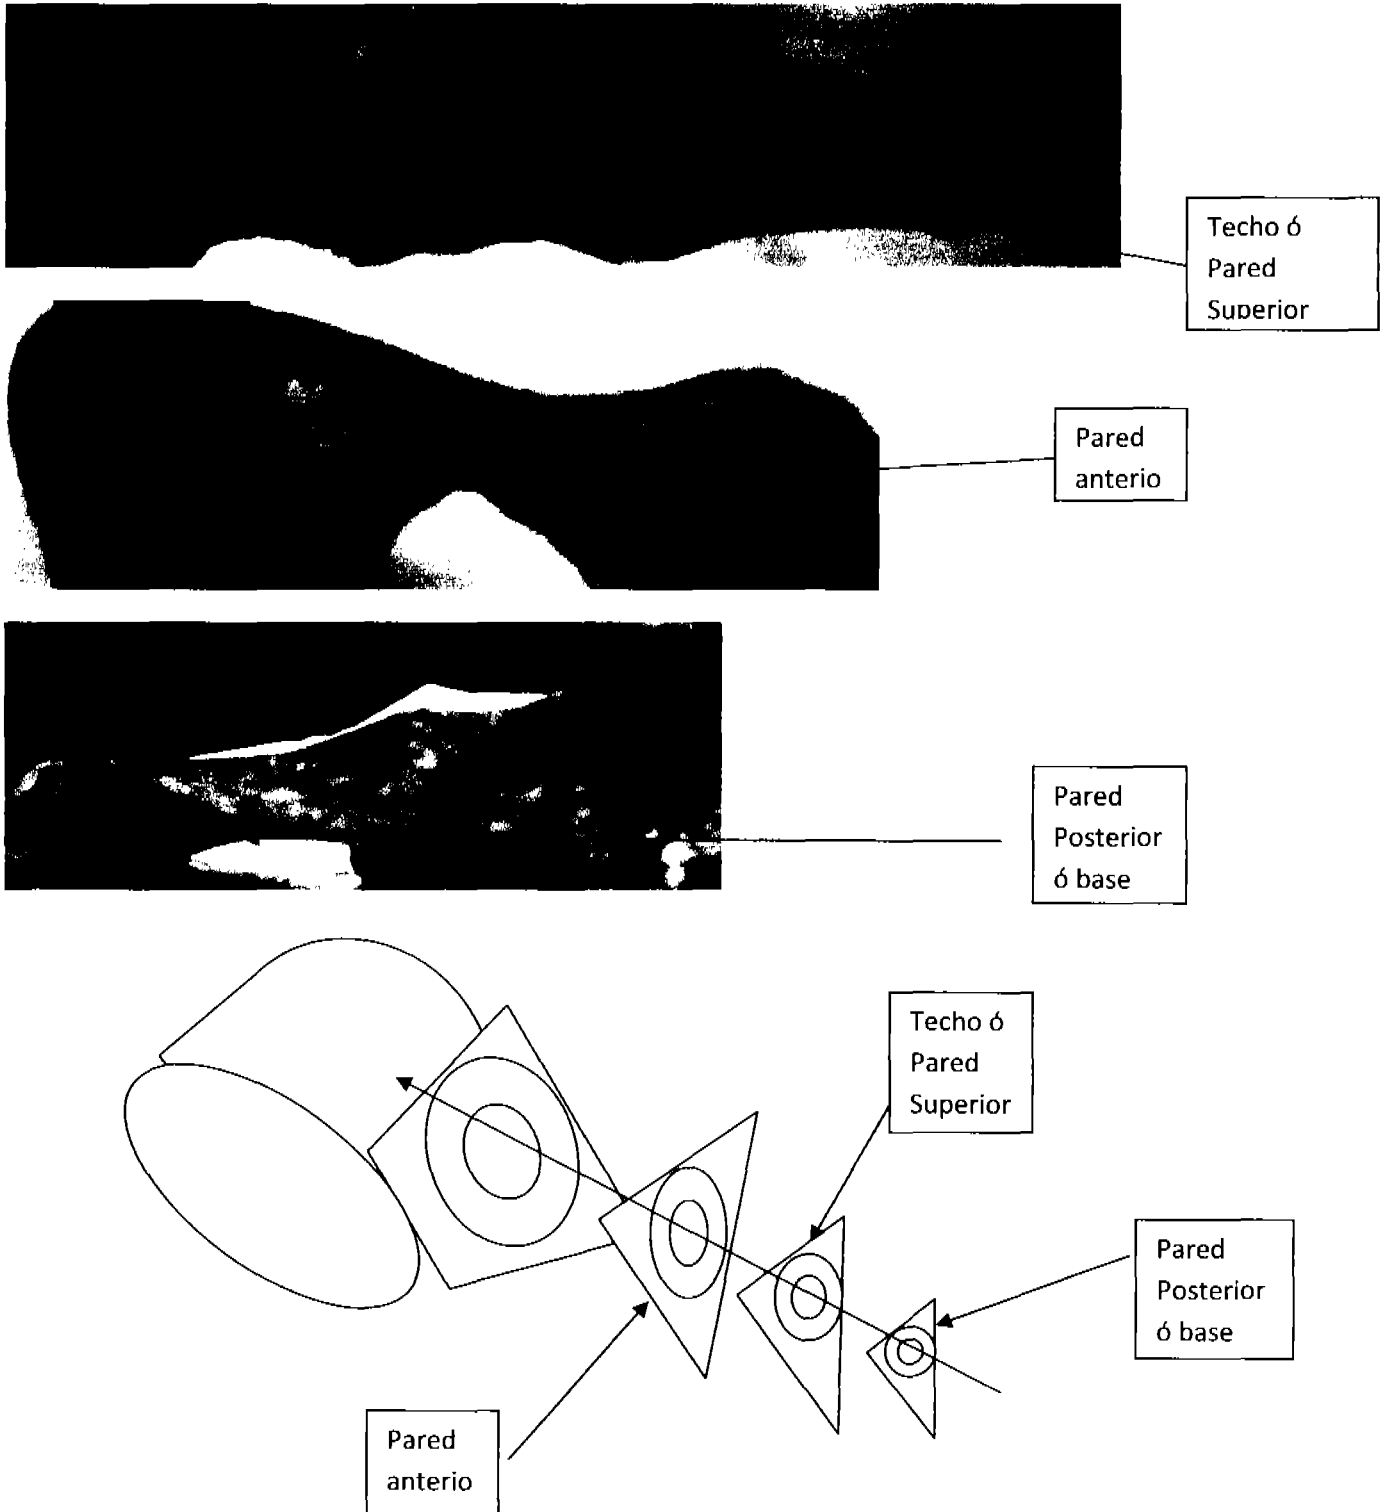 Techo ó
Pared
Superior
Pared
anterio
Pared
Posterior
ó base
Techo ó
Pared
Superior
Pared
Posterior
ó base
Pared
anterio